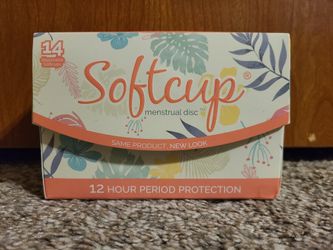 14
Softcup®
menstrual disc
SAME PRODUCT, NEW LOOK
12 HOUR PERIOD PROTECTION